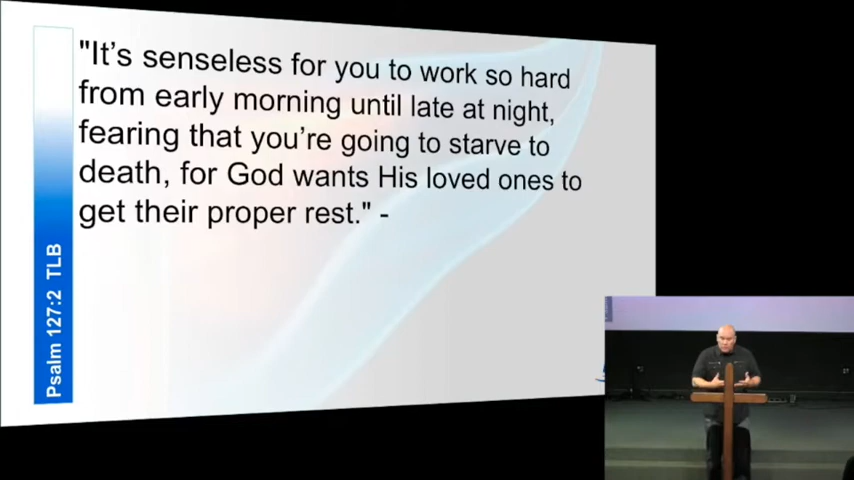 "It's senseless for you to work so hard
from early morning until late at night,
fearing that you're going to starve to
death, for God wants His loved ones to
get their proper rest." -
Psalm 127:2 TLB